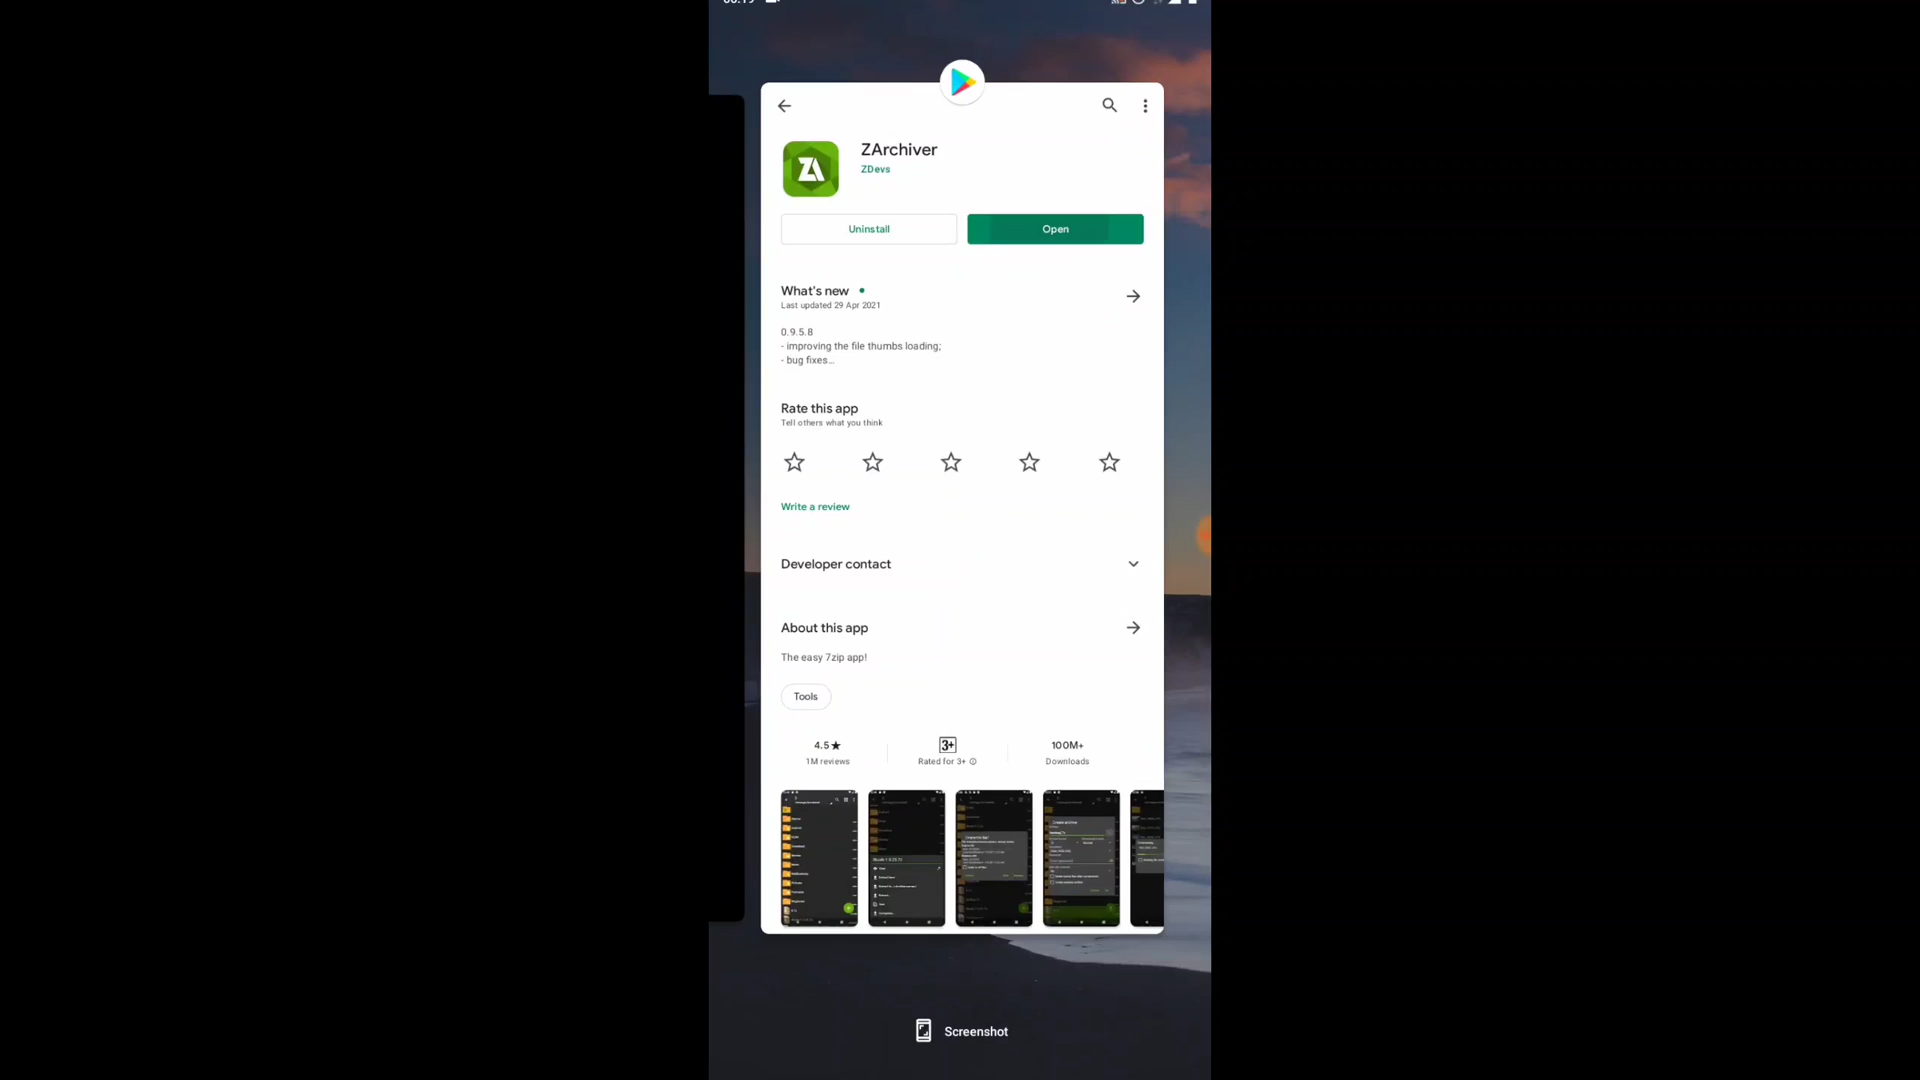 ZArchiver
ZDevs
Uninstall
Open
What's new
Last updated 29 Apr 2021
0.9.5.8
- improving the file thumbs loading;
- bug fixes...
Rate this app
Tell others what you think
Write a review
Developer contact
About this app
The easy 7zip app!
Tools
4.5★
1M reviews
3+
Rated for 3+
100M+
Downloads
Screenshot